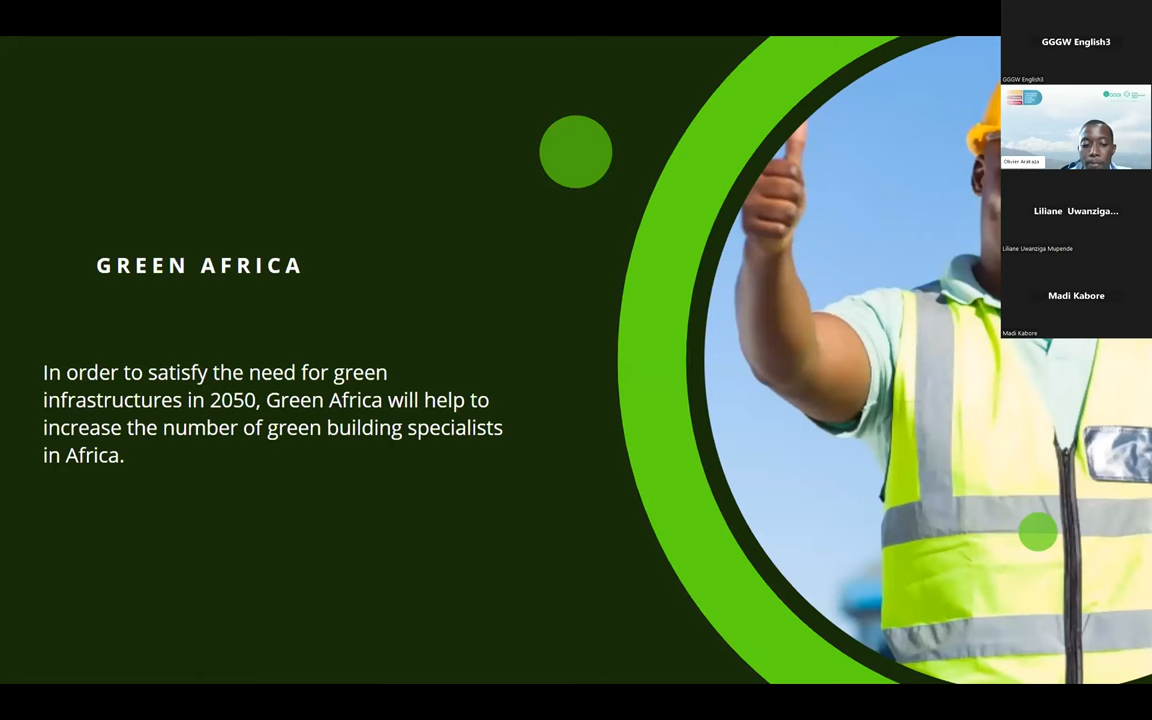 GREEN AFRICA
In order to satisfy the need for green
infrastructures in 2050, Green Africa will help to
increase the number of green building specialists
in Africa.
GGGW English3
GGGW English3
GGGI
Olivier Arakaza
Liliane Uwanziga...
Liliane Uwanziga Mupende
Madi Kabore
Madi Kabore